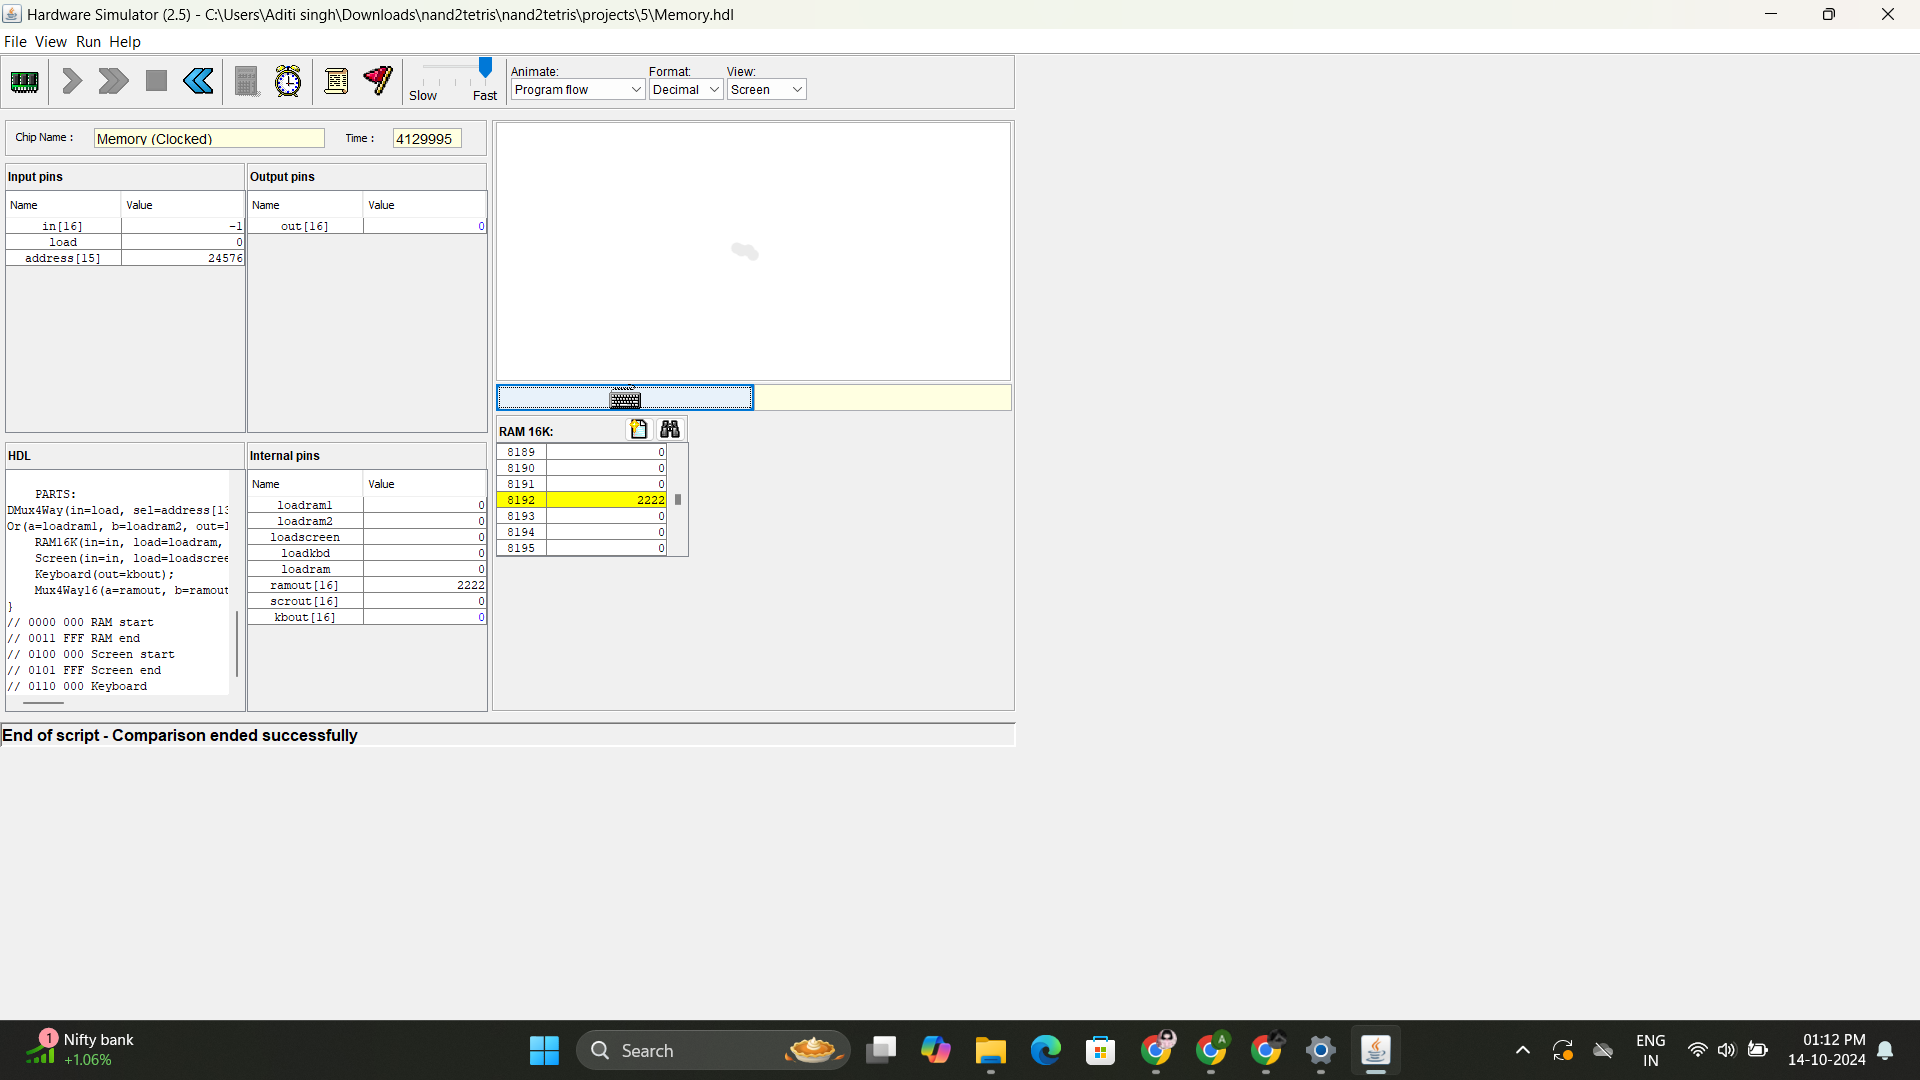 Hardware Simulator (2.5) - C:\Users\Aditi singh\Downloads\nand2tetris\nand2tetris\projects\5\Memory.hdl
File View Run Help
Slow Fast
Animate: Format: View:
Program flow Decimal Screen
Chip Name : Memory (Clocked) Time : 4129995
Input pins
Name Value
in[16] -1
load 0
address[15] 24576
Output pins
Name Value
out[16] 0
HDL
PARTS:
DMux4Way(in=load, sel=address[13
Or(a=loadram1, b=loadram2, out=l
RAM16K(in=in, load=loadram,
Screen(in=in, load=loadscree
Keyboard(out=kbout);
Mux4Way16(a=ramout, b=ramout
}
// 0000 000 RAM start
// 0011 FFF RAM end
// 0100 000 Screen start
// 0101 FFF Screen end
// 0110 000 Keyboard
Internal pins
Name Value
loadram1 0
loadram2 0
loadscreen 0
loadkbd 0
loadram 0
ramout[16] 2222
scrout[16] 0
kbout[16] 0
RAM 16K:
8189 0
8190 0
8191 0
8192 2222
8193 0
8194 0
8195 0
End of script - Comparison ended successfully
1
Nifty bank
+1.06%
Search
A
ENG
IN
01:12 PM
14-10-2024